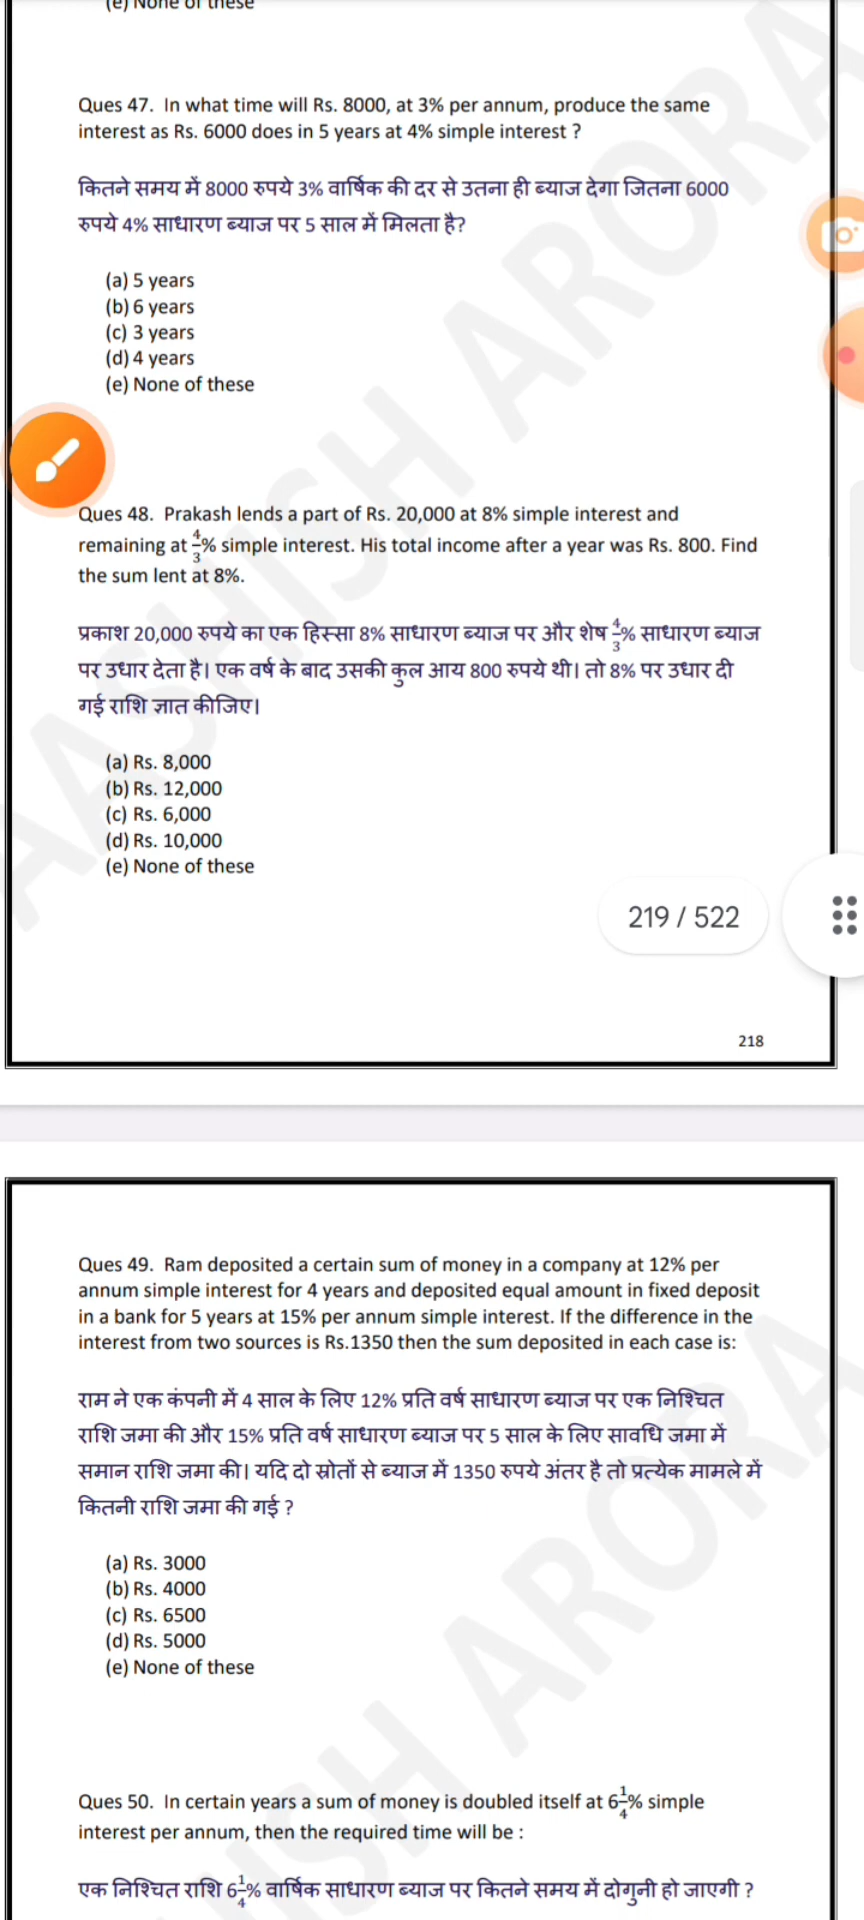 (e) None of these
Ques 47. In what time will Rs. 8000, at 3% per annum, produce the same
interest as Rs. 6000 does in 5 years at 4% simple interest ?
कितने समय में 8000 रुपये 3% वार्षिक की दर से उतना ही ब्याज देगा जितना 6000
रुपये 4% साधारण ब्याज पर 5 साल में मिलता है?
(a) 5 years
(b) 6 years
(c) 3 years
(d) 4 years
(e) None of these
Ques 48. Prakash lends a part of Rs. 20,000 at 8% simple interest and
remaining at 4/3% simple interest. His total income after a year was Rs. 800. Find
the sum lent at 8%.
प्रकाश 20,000 रुपये का एक हिस्सा 8% साधारण ब्याज पर और शेष 4/3% साधारण ब्याज
पर उधार देता है। एक वर्ष के बाद उसकी कुल आय 800 रुपये थी। तो 8% पर उधार दी
गई राशि ज्ञात कीजिए।
(a) Rs. 8,000
(b) Rs. 12,000
(c) Rs. 6,000
(d) Rs. 10,000
(e) None of these
219 / 522
218
AASHISH ARORA
Ques 49. Ram deposited a certain sum of money in a company at 12% per
annum simple interest for 4 years and deposited equal amount in fixed deposit
in a bank for 5 years at 15% per annum simple interest. If the difference in the
interest from two sources is Rs.1350 then the sum deposited in each case is:
राम ने एक कंपनी में 4 साल के लिए 12% प्रति वर्ष साधारण ब्याज पर एक निश्चित
राशि जमा की और 15% प्रति वर्ष साधारण ब्याज पर 5 साल के लिए सावधि जमा में
समान राशि जमा की। यदि दो स्रोतों से ब्याज में 1350 रुपये अंतर है तो प्रत्येक मामले में
कितनी राशि जमा की गई ?
(a) Rs. 3000
(b) Rs. 4000
(c) Rs. 6500
(d) Rs. 5000
(e) None of these
Ques 50. In certain years a sum of money is doubled itself at 6 1/4% simple
interest per annum, then the required time will be :
एक निश्चित राशि 6 1/4% वार्षिक साधारण ब्याज पर कितने समय में दोगुनी हो जाएगी ?
ISH ARORA